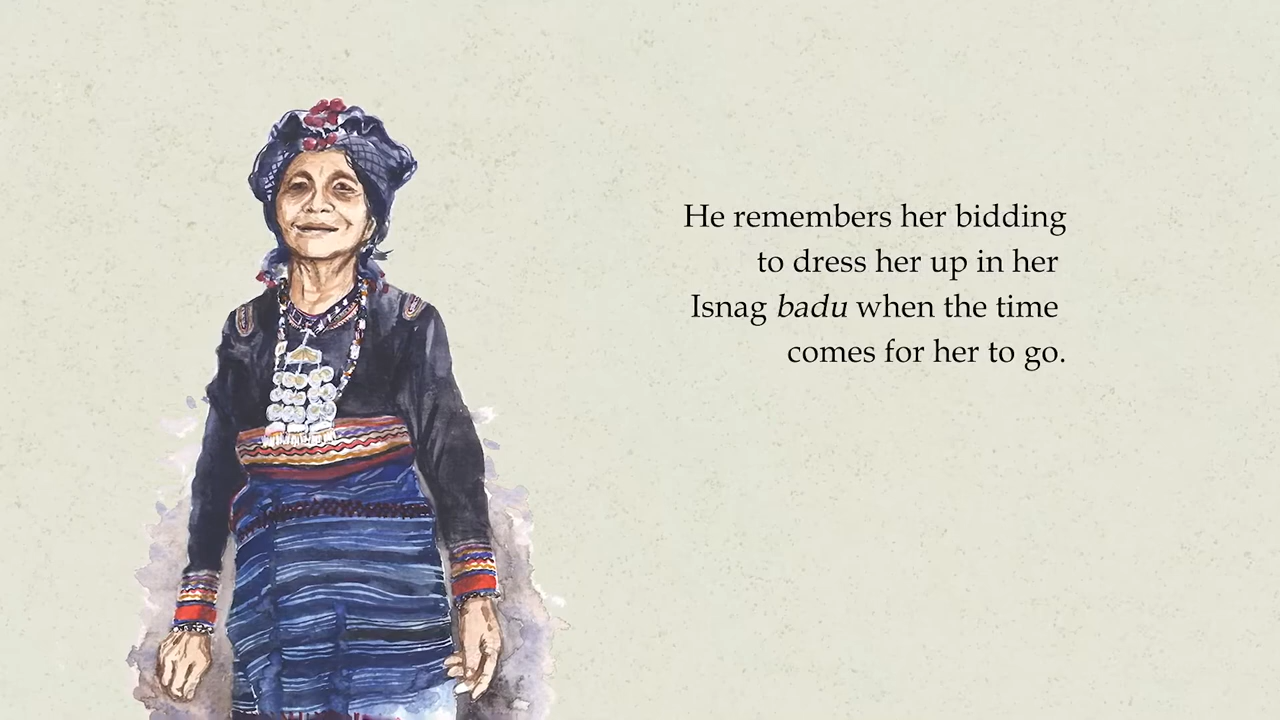 He remembers her bidding
to dress her up in her
Isnag badu when the time
comes for her to go.